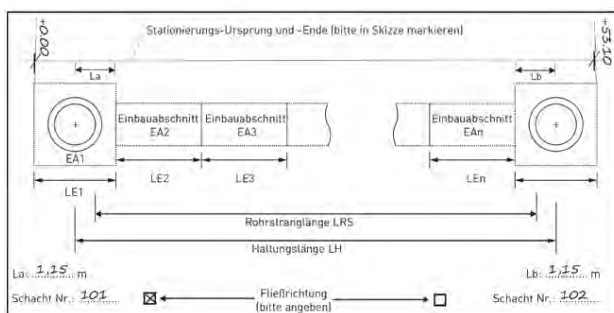 +0.00
Stationierungs-Ursprung und -Ende (bitte in Skizze markieren)
+53.10
La
Lb
Einbauabschnitt EA2
Einbauabschnitt EA3
Einbauabschnitt EAn
EA1
LE1
LE2
LE3
LEn
Rohrstranglänge LRS
Haltungslänge LH
La: 1,15 m
Lb: 1,15 m
Schacht Nr.: 101
Fließrichtung
(bitte angeben)
Schacht Nr.: 102